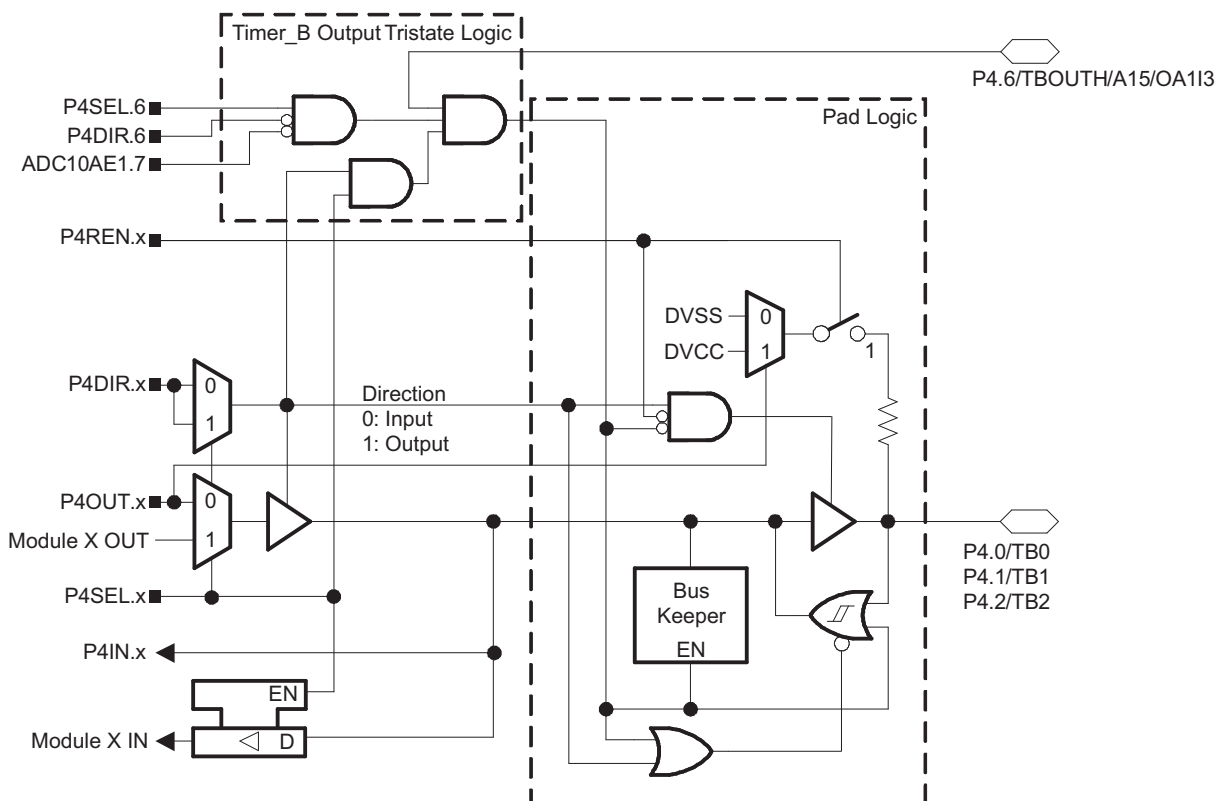 Timer_B Output Tristate Logic
P4.6/TBOUTH/A15/OA1I3
P4SEL.6
P4DIR.6
ADC10AE1.7
Pad Logic
P4REN.x
DVSS
0
DVCC
1
1
P4DIR.x
0
1
Direction
0: Input
1: Output
P4OUT.x
0
Module X OUT
1
P4.0/TB0
P4.1/TB1
P4.2/TB2
P4SEL.x
Bus
Keeper
EN
P4IN.x
EN
Module X IN
D